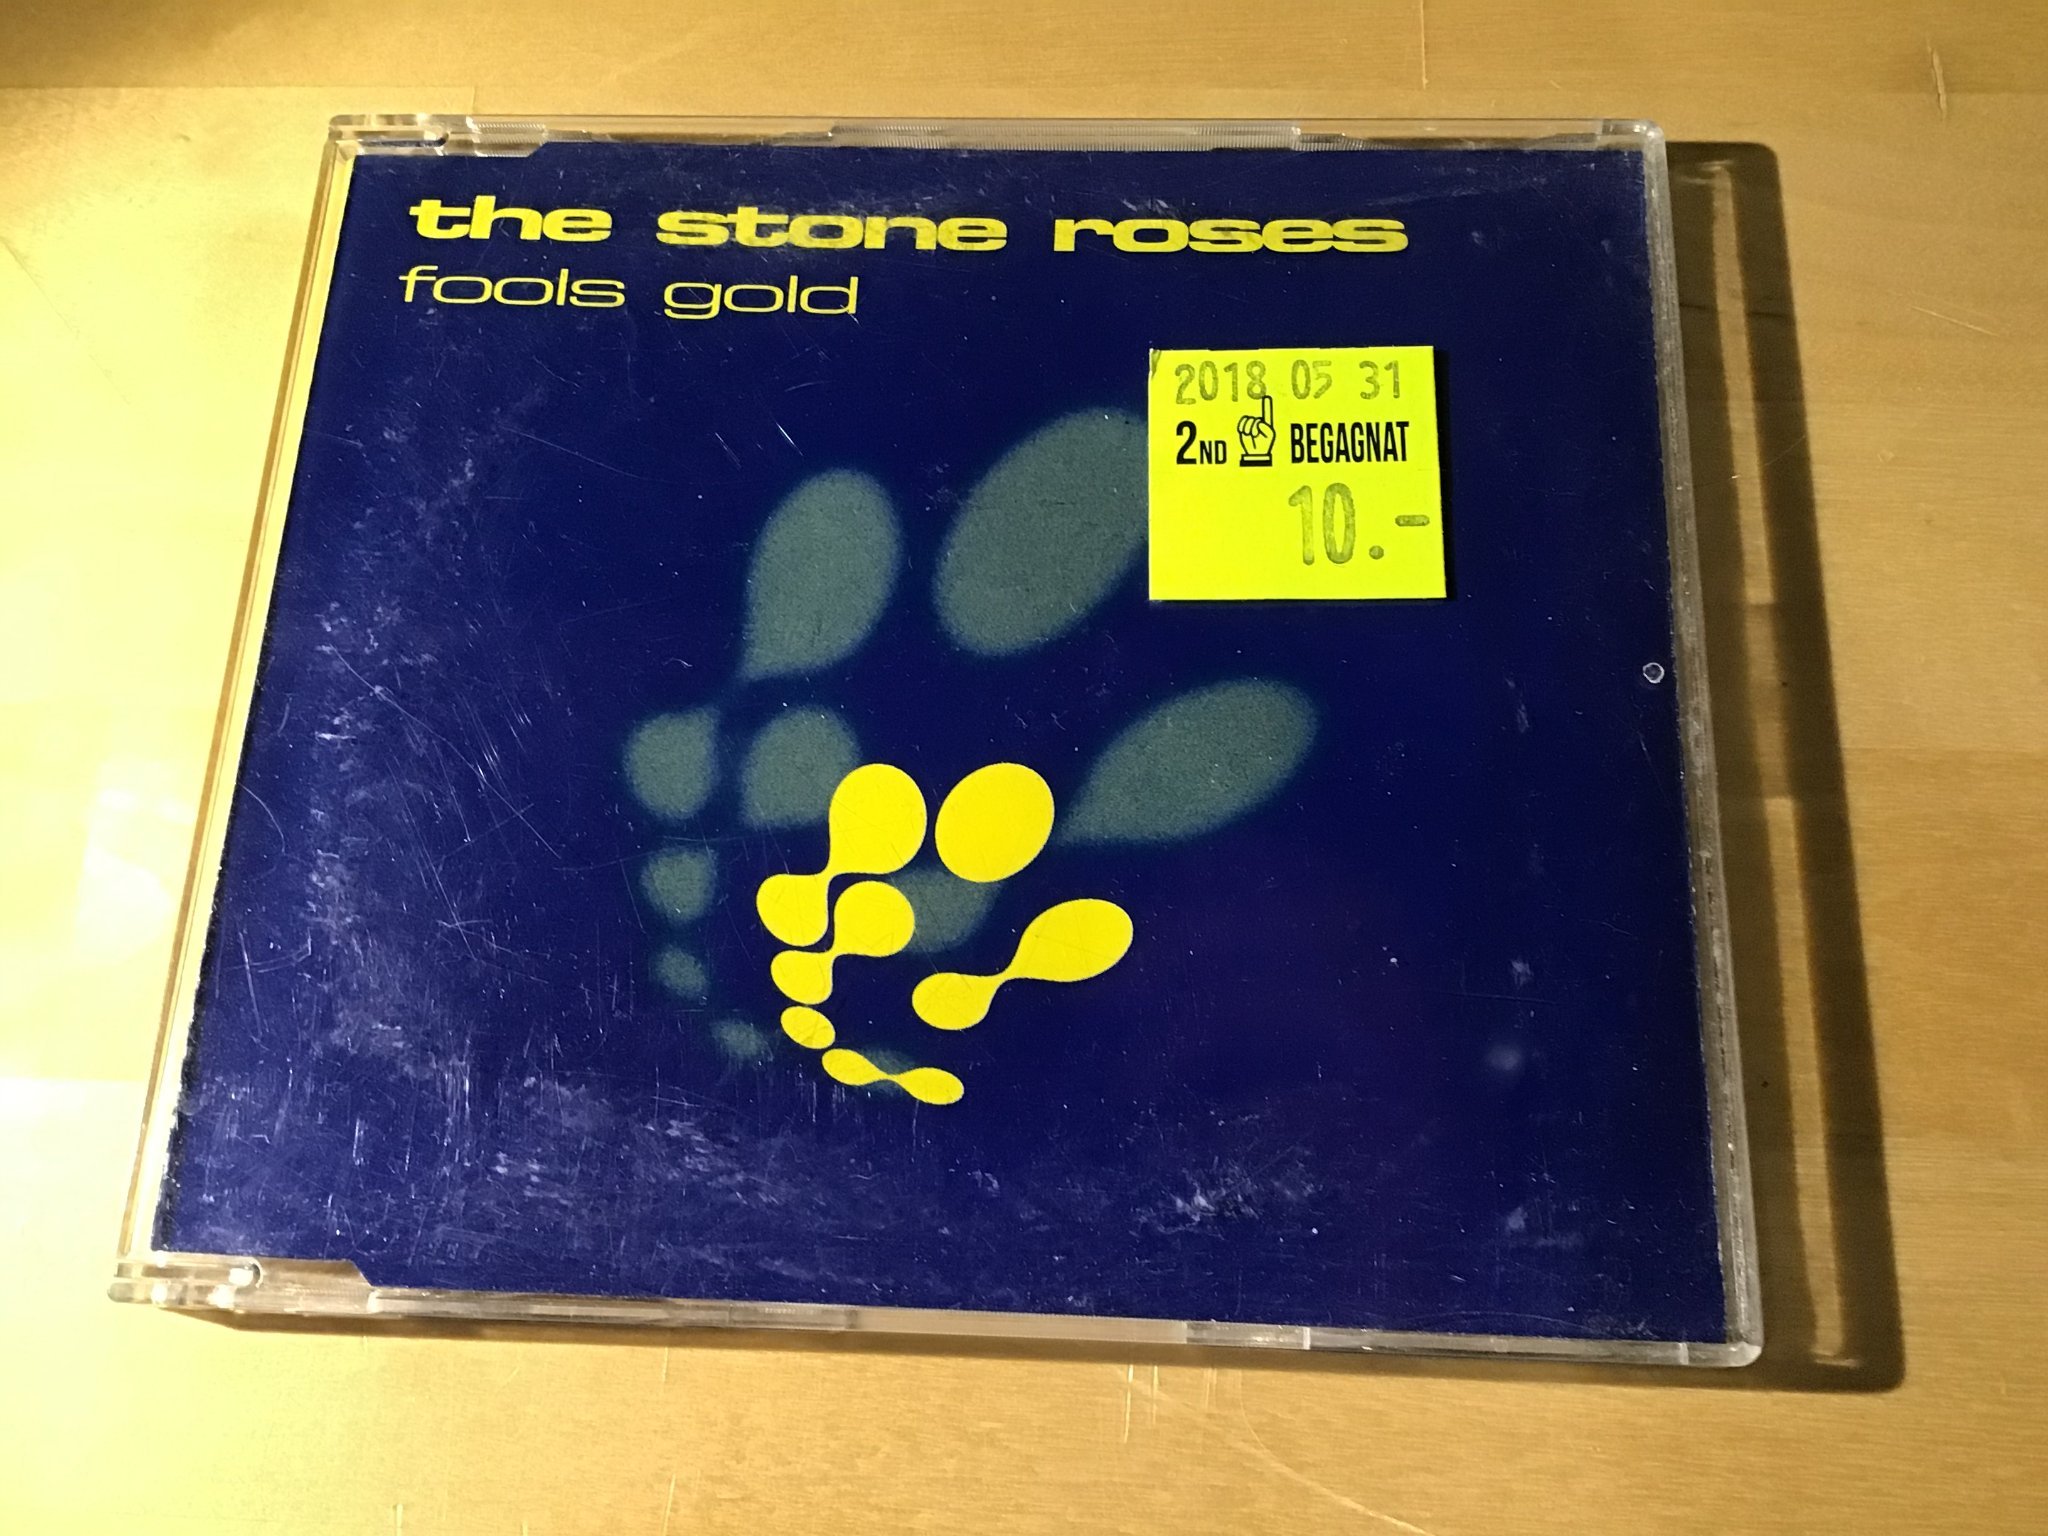 the stone roses
fools gold
2018 05 31
2ND BEGAGNAT
10.-